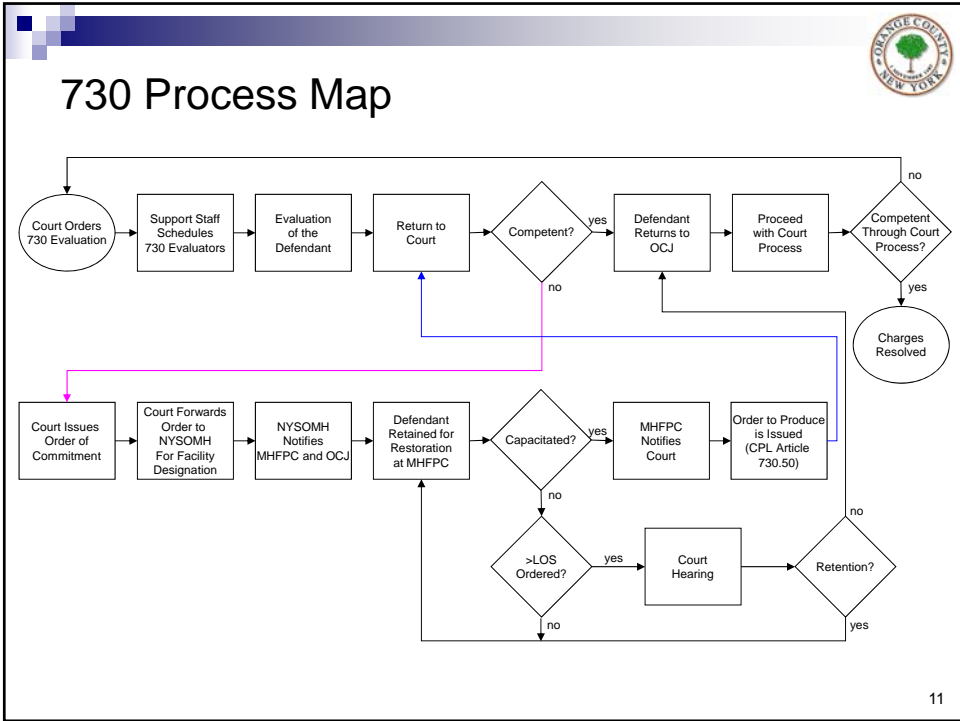 730 Process Map
ORANGE COUNTY
NEW YORK
no
Court Orders
730 Evaluation
Support Staff
Schedules
730 Evaluators
Evaluation
of the
Defendant
Return to
Court
Competent?
yes
Defendant
Returns to
OCJ
Proceed
with Court
Process
Competent
Through Court
Process?
no
yes
Charges
Resolved
Court Issues
Order of
Commitment
Court Forwards
Order to
NYSOMH
For Facility
Designation
NYSOMH
Notifies
MHFPC and OCJ
Defendant
Retained for
Restoration
at MHFPC
Capacitated?
yes
MHFPC
Notifies
Court
Order to Produce
is Issued
(CPL Article
730.50)
no
>LOS
Ordered?
yes
Court
Hearing
Retention?
no
no
yes
11